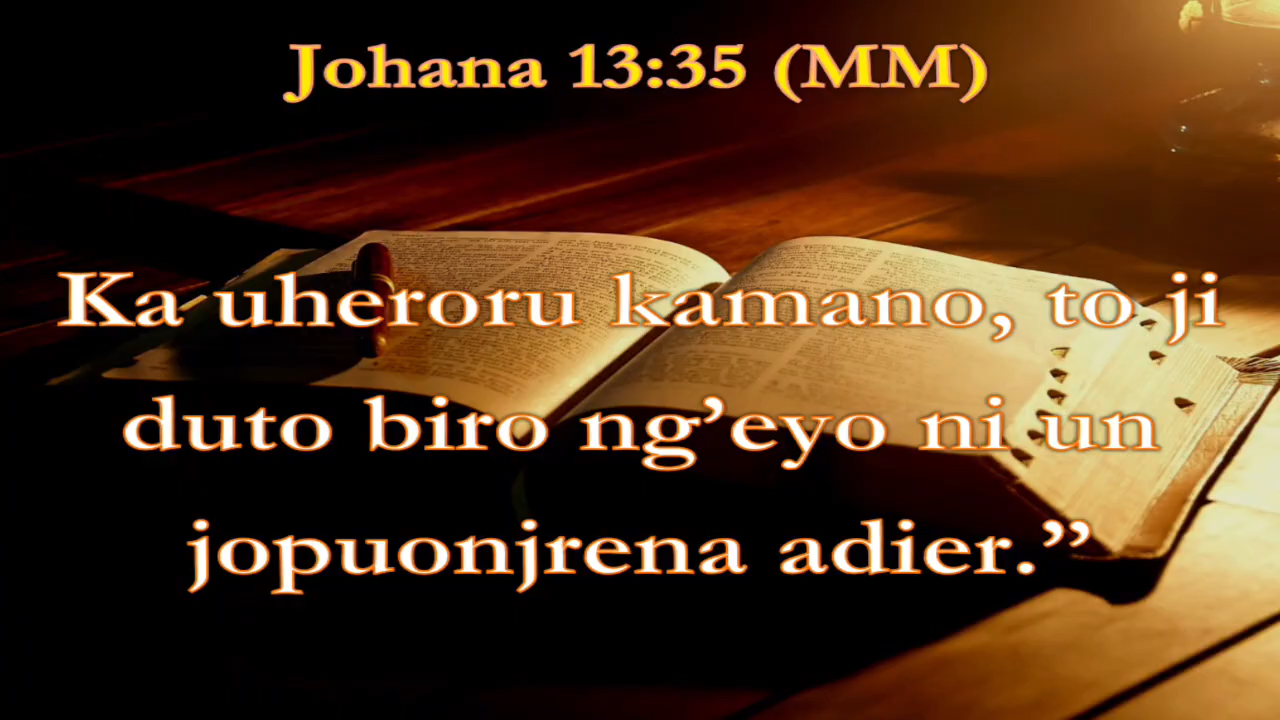 Johana 13:35 (MM)
Ka uheroru kamano, to ji
duto biro ng’eyo ni un
jopuonjrena adier.”